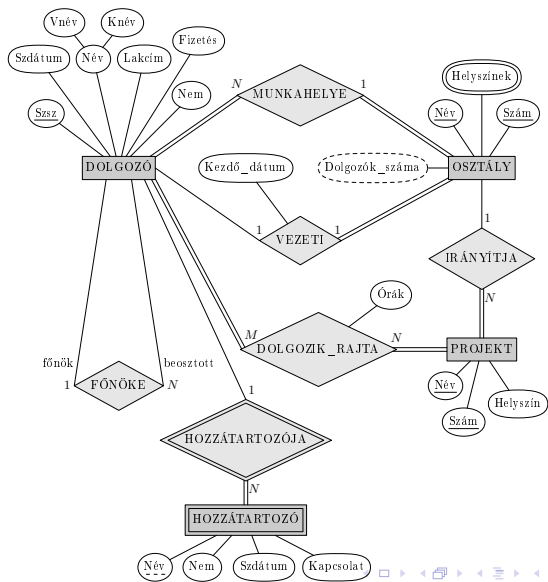 Vnév
Knév
Fizetés
Szdátum
Név
Lakcím
Helyszínek
N
1
MUNKAHELYE
Nem
Szsz
Név
Szám
DOLGOZÓ
Kezdő_dátum
Dolgozók_száma
OSZTÁLY
1
1
1
VEZETI
IRÁNYÍTJA
Órák
N
M
N
DOLGOZIK_RAJTA
PROJEKT
főnök
beosztott
1
FŐNÖKE
N
Név
Helyszín
1
Szám
HOZZÁTARTOZÓJA
N
HOZZÁTARTOZÓ
Név
Nem
Szdátum
Kapcsolat